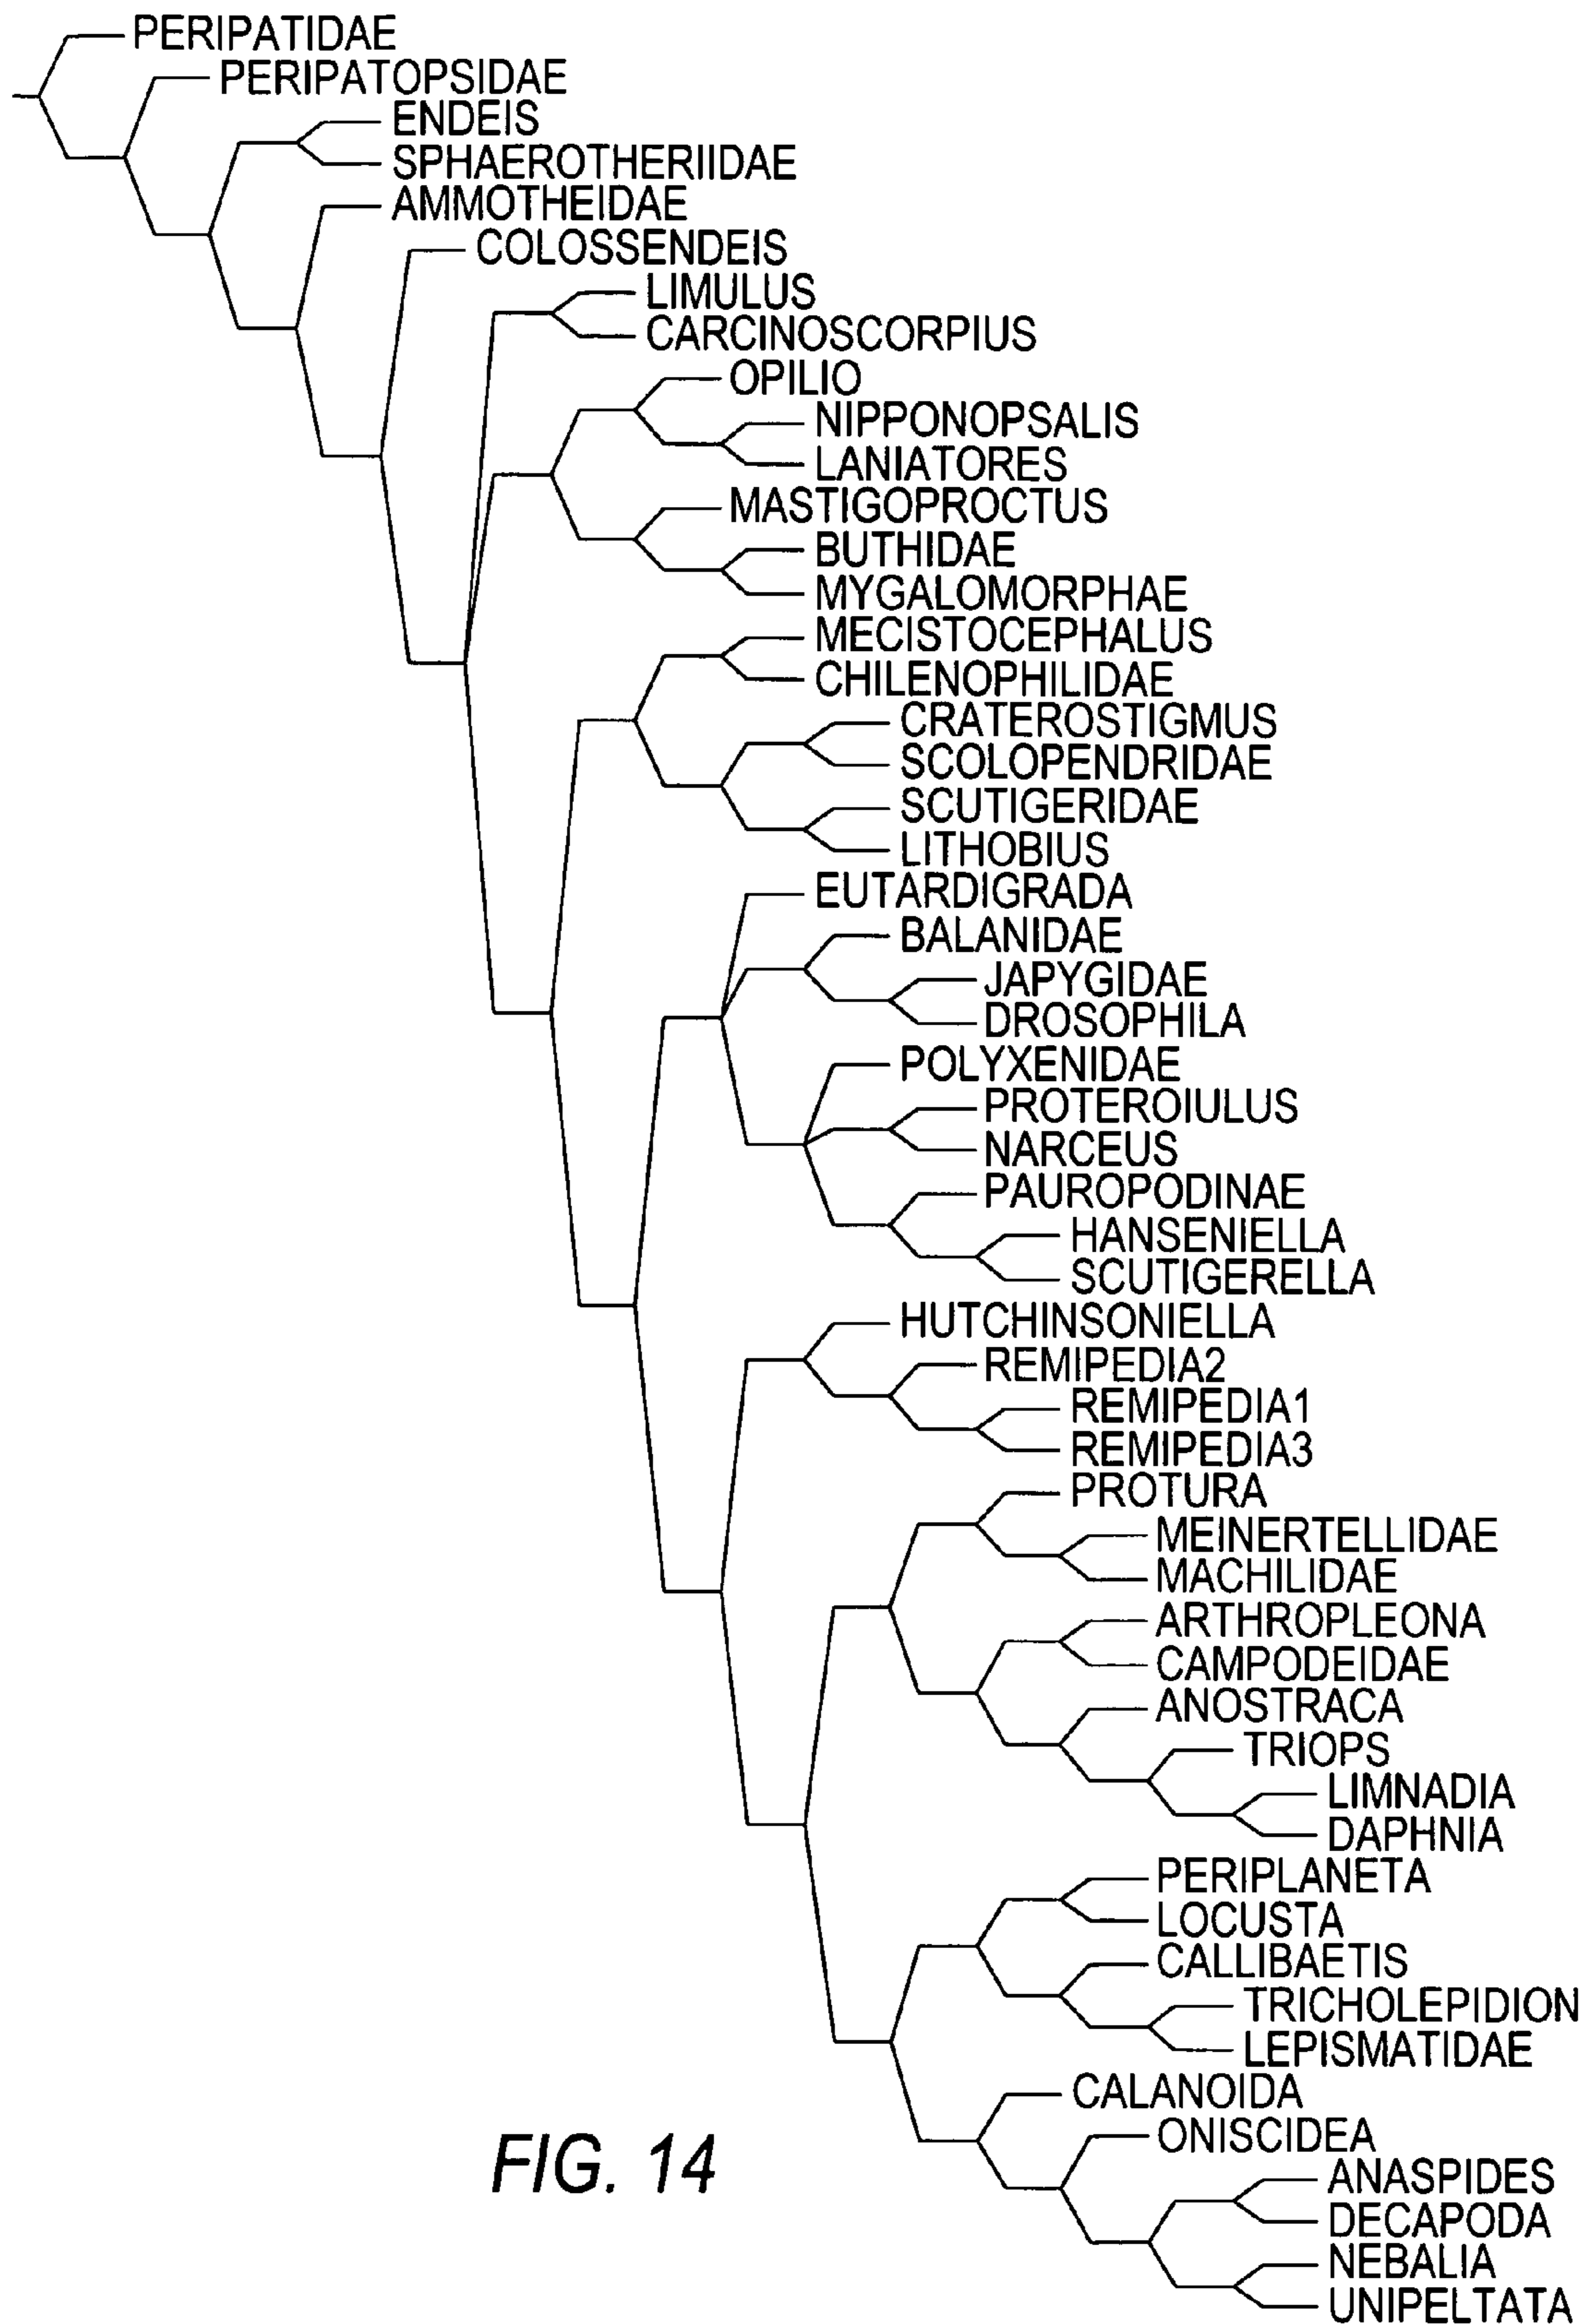 PERIPATIDAE
PERIPATOPSIDAE
ENDEIS
SPHAEROTHERIIDAE
AMMOTHEIDAE
COLOSSENDEIS
LIMULUS
CARCINOSCORPIUS
OPILIO
NIPPONOPSALIS
LANIATORES
MASTIGOPROCTUS
BUTHIDAE
MYGALOMORPHAE
MECISTOCEPHALUS
CHILENOPHILIDAE
CRATEROSTIGMUS
SCOLOPENDRIDAE
SCUTIGERIDAE
LITHOBIUS
EUTARDIGRADA
BALANIDAE
JAPYGIDAE
DROSOPHILA
POLYXENIDAE
PROTEROIULUS
NARCEUS
PAUROPODINAE
HANSENIELLA
SCUTIGERELLA
HUTCHINSONIELLA
REMIPEDIA2
REMIPEDIA1
REMIPEDIA3
PROTURA
MEINERTELLIDAE
MACHILIDAE
ARTHROPLEONA
CAMPODEIDAE
ANOSTRACA
TRIOPS
LIMNADIA
DAPHNIA
PERIPLANETA
LOCUSTA
CALLIBAETIS
TRICHOLEPIDION
LEPISMATIDAE
CALANOIDA
ONISCIDEA
ANASPIDES
DECAPODA
NEBALIA
UNIPELTATA
FIG. 14